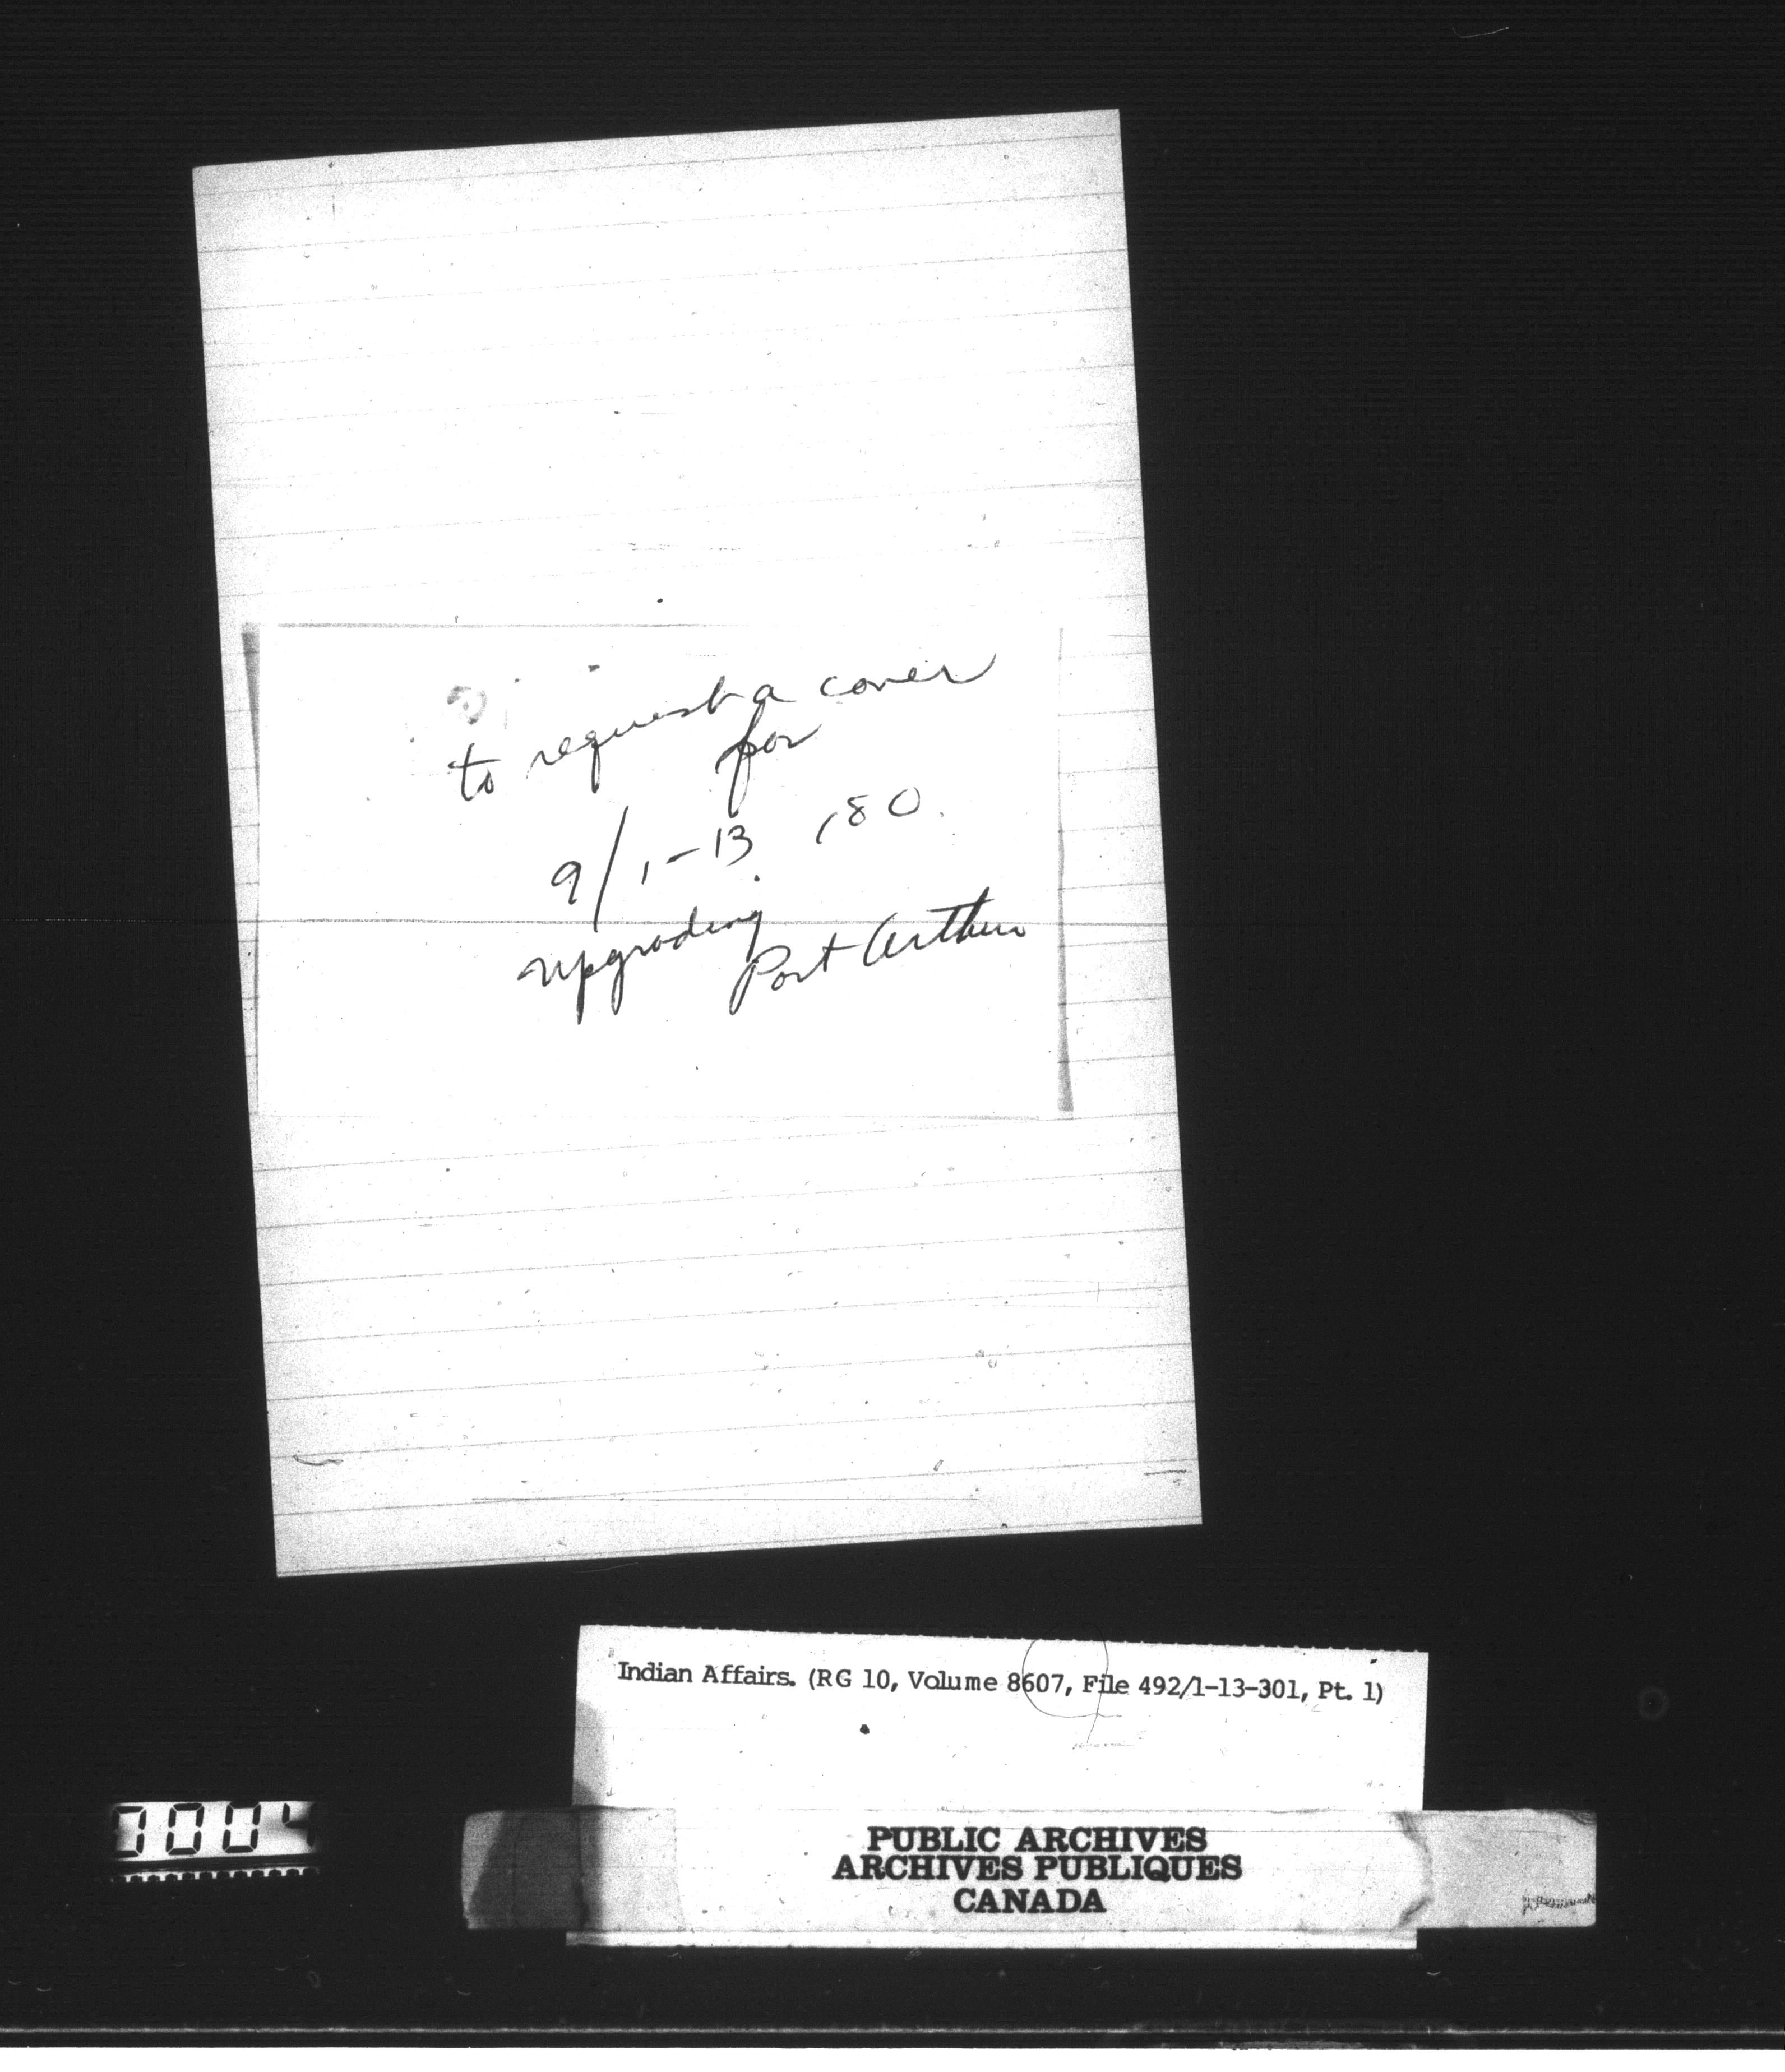 to request a cover
for
9/1-13 ,80.
upgrading
Port Arthur
Indian Affairs. (RG 10, Volume 8607, File 492/1-13-301, Pt. 1)
PUBLIC ARCHIVES
ARCHIVES PUBLIQUES
CANADA